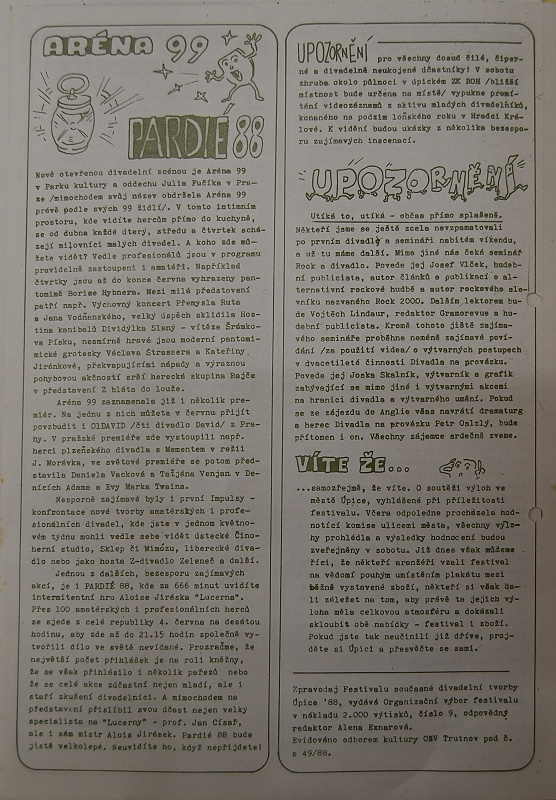 ARÉNA 99
PARDIÉ 88
Nově otevřenou divadelní scénou je Aréna 99
v Parku kultury a oddechu Julia Fučíka v Pra-
ze /mimochodem svůj název obdržela Aréna 99
právě podle svých 99 židlí/. V tomto intimním
prostoru, kde vidíte hercům přímo do kuchyně,
se od dubna každé úterý, středu a čtvrtek schá-
zejí milovníci malých divadel. A koho zde mů-
žete vidět? Vedle profesionálů jsou v programu
pravidelně zastoupeni i amatéři. Například
čtvrtky jsou až do konce června vyhrazeny pan-
tomimě Borise Hybnera. Mezi milé představení
patří např. Výchovný koncert Přemysla Ruta
a Jana Vodňanského, velký úspěch sklidila Hos-
tina kanibalů Dividýlka Slaný - vítěze Šrámko-
va Písku, nesmírně hravé jsou moderní pantomi-
mické grotesky Václava Strassera a Kateřiny
Jiránkové, překvapujícími nápady a výraznou
pohybovou skečností srší herecká skupina Rajče
v představení Z bláta do louže.
Aréna 99 zaznamenala již i několik pre-
miér. Na jednu z nich můžete v červnu přijít
povzbudit i OLDAVID /čti divadlo David/ z Pra-
hy. V pražské premiéře zde vystoupili např.
herci plzeňského divadla s Mementem v režii
J. Morávka, ve světové premiéře se potom před-
stavila Daniela Vacková a Taťjána Venjam v De-
nících Adama a Evy Marka Twaina.
Nesporně zajímavé byly i první Impulsy -
konfrontace nové tvorby amatérských i profe-
sionálních divadel, kde jste v jednom květno-
vém týdnu mohli vedle sebe vidět ústecké Čino-
herní studio, Sklep či Mimózu, liberecké diva-
dlo nebo jako hosta Z-divadlo Zeleneč a další.
Jednou z dalších, bezesporu zajímavých
akcí, je i PARDIÉ 88, kde za 666 minut uvidíte
intermitentní hru Aloise Jiráska "Lucerna".
Přes 100 amatérských i profesionálních herců
se sjede z celé republiky 4. června na desátou
hodinu, aby zde až do 21.15 hodin společně vy-
tvořili dílo ve světě nevídané. Prozraďme, že
největší počet přihlášek je na roli kněžny,
že se však přihlásilo i několik pařezů nebo
že se celé akce zúčastní nejen mladí, ale i
staří zkušení divadelníci. A mimochodem na
představení přislíbil svou účast nejen velký
specialista na "Lucerny" - prof. Jan Císař,
ale i sám mistr Alois Jirásek. Pardié 88 bude
jistě velkolepé. Neuvidíte ho, když nepřijdete!
UPOZORNĚNÍ pro všechny dosud čilé, čiper-
né a divadelně neukojené účastníky! V sobotu
zhruba okolo půlnoci v úpickém ZK ROH /bližší
místnost bude určena na místě/ vypukne promí-
tání videozáznamů z aktivu mladých divadelníků,
konaného na podzim loňského roku v Hradci Krá-
lové. K vidění budou ukázky z několika bezespo-
ru zajímavých inscenací.
UPOZORNĚNÍ
Utíká to, utíká - občas přímo splašeně.
Někteří jsme se ještě zcela nevzpamatovali
po prvním divadly a semináři nabitém víkendu,
a už tu máme další. Mimo jiné nás čeká seminář
Rock a divadlo. Povede jej Josef Vlček, hudeb-
ní publicista, autor článků a publikací o al-
ternativní rockové hudbě a autor rockového slo-
vníku nazvaného Rock 2000. Dalším lektorem bu-
de Vojtěch Lindaur, redaktor Gramorevue a hu-
dební publicista. Kromě tohoto jistě zajíma-
vého semináře proběhne neméně zajímavé poví-
dání /za použití videa/ o výtvarných postupech
v dvacetileté činnosti Divadla na provázku.
Povede jej Joska Skalník, výtvarník a grafik
zabývající se mimo jiné i výtvarnými akcemi
na hranici divadla a výtvarného umění. Pokud
se ze zájezdu do Anglie včas navrátí dramaturg
a herec Divadla na provázku Petr Oslzlý, bude
přítomen i on. Všechny zájemce srdečně zveme.
VÍTE ŽE...
...samozřejmě, že víte. O soutěži výloh ve
městě Úpice, vyhlášené při příležitosti
festivalu. Včera odpoledne procházela hod-
notící komise ulicemi města, všechny výlo-
hy prohlédla a výsledky hodnocení budou
zveřejněny v sobotu. Již dnes však můžeme
říci, že někteří aranžéři vzali festival
na vědomí pouhým umístěním plakátu mezi
běžně vystavené zboží, někteří si však da-
li záležet na tom, aby právě ta jejich vý-
loha měla celkovou atmosféru a dokázali
skloubit obě nabídky - festival i zboží.
Pokud jste tak neučinili již dříve, proj-
děte si Úpicí a přesvěčte se sami.
Zpravodaj Festivalu současné divadelní tvorby
Úpice '88, vydává Organizační výbor festivalu
v nákladu 2.000 výtisků, číslo 9, odpovědný
redaktor Alena Exnarová.
Evidováno odborem kultury ONV Trutnov pod č.
o 49/88.